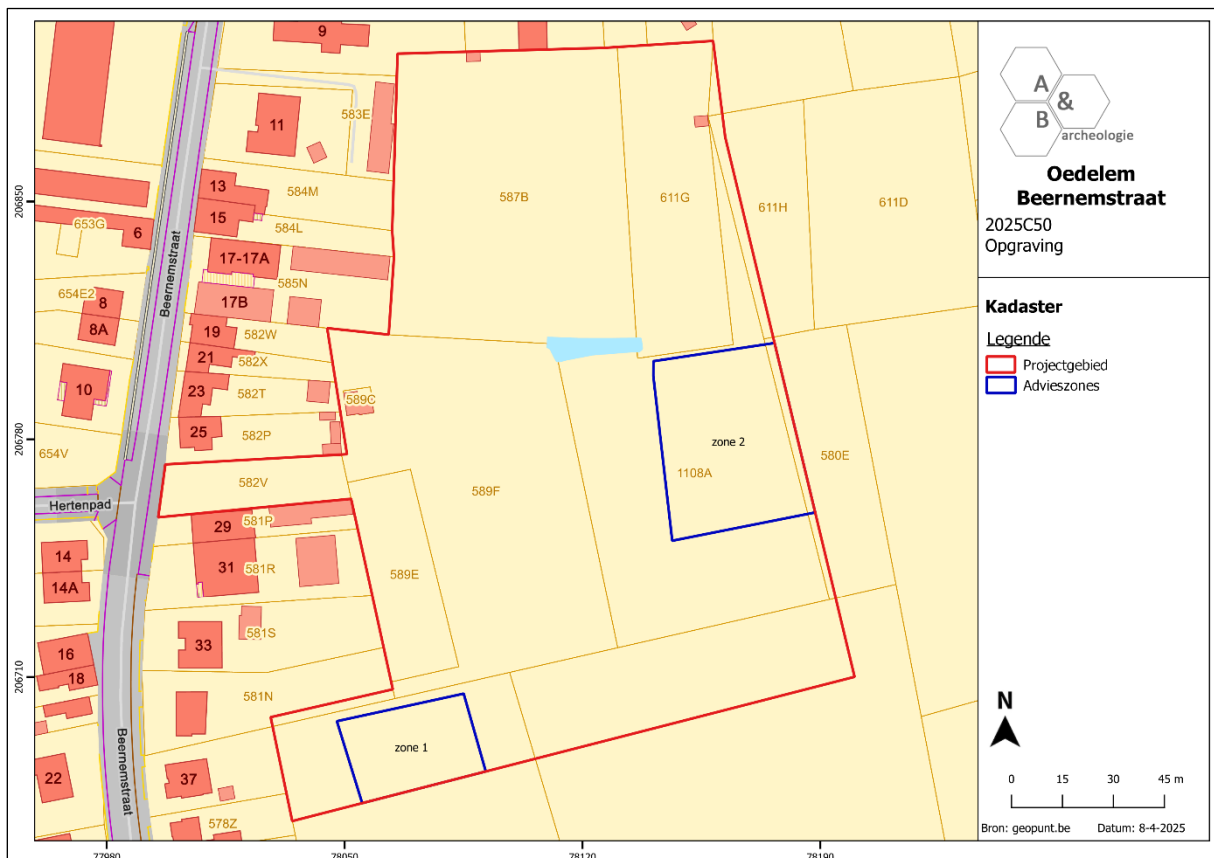 9
11
583E
584M
13
15
584L
6
653G
17-17A
585N
17B
654E2
8
8A
19
582W
21
582X
10
23
582T
589C
25
582P
654V
582V
Hertenpad
29
581P
14
14A
31
581R
589E
589F
16
18
33
581S
581N
22
37
578Z
Beernemstraat
Beernemstraat
587B
611G
611H
611D
zone 2
1108A
580E
zone 1
206850
206780
206710
77980
78050
78120
78190
A
&
B
archeologie
Oedelem
Beernemstraat
2025C50
Opgraving
Kadaster
Legende
Projectgebied
Advieszones
N
0 15 30 45 m
Bron: geopunt.be Datum: 8-4-2025